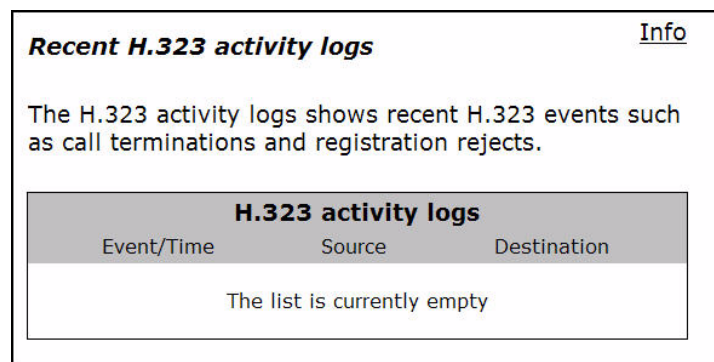 Recent H.323 activity logs
Info
The H.323 activity logs shows recent H.323 events such
as call terminations and registration rejects.
H.323 activity logs
Event/Time Source Destination
The list is currently empty